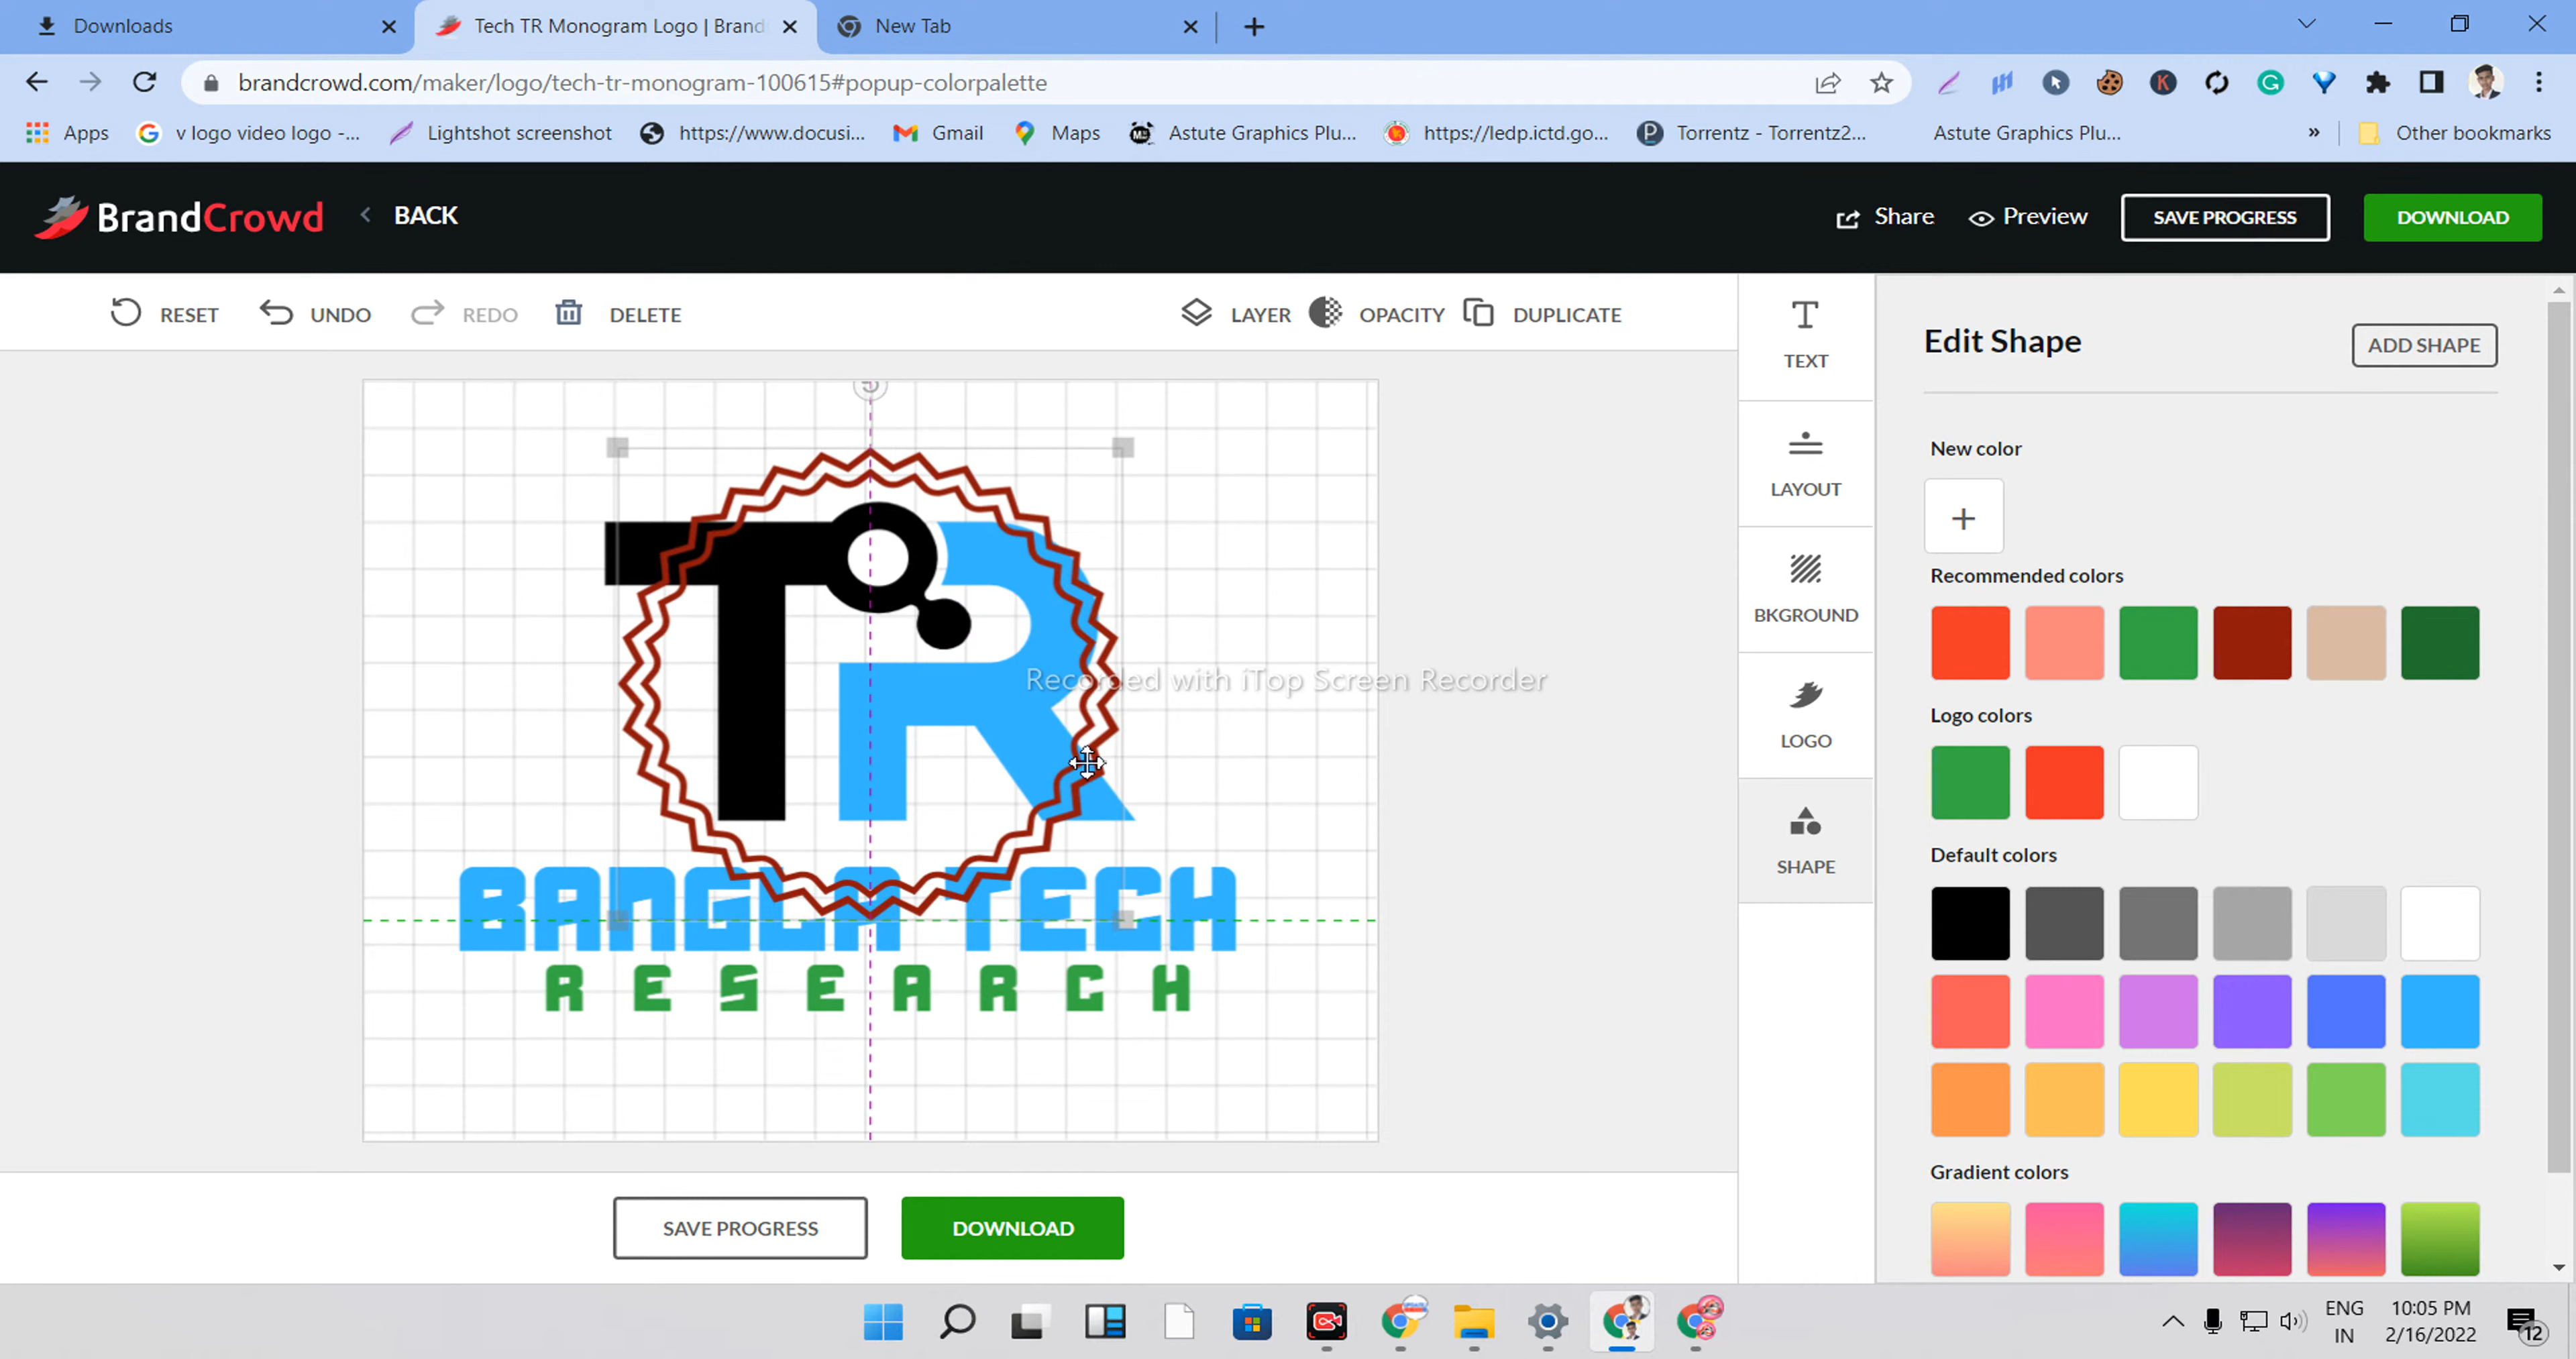 Downloads
Tech TR Monogram Logo | Brand
New Tab
brandcrowd.com/maker/logo/tech-tr-monogram-100615#popup-colorpalette
Apps
v logo video logo -...
Lightshot screenshot
https://www.docusi...
Gmail
Maps
Astute Graphics Plu...
https://ledp.ictd.go...
Torrentz - Torrentz2...
Astute Graphics Plu...
»
Other bookmarks
BrandCrowd
BACK
Share
Preview
SAVE PROGRESS
DOWNLOAD
RESET
UNDO
REDO
DELETE
LAYER
OPACITY
DUPLICATE
TEXT
LAYOUT
BKGROUND
LOGO
SHAPE
Edit Shape
ADD SHAPE
New color
+
Recommended colors
Logo colors
Default colors
Gradient colors
TR
BANGLA TECH
RESEARCH
Recorded with iTop Screen Recorder
SAVE PROGRESS
DOWNLOAD
ENG
IN
10:05 PM
2/16/2022
12